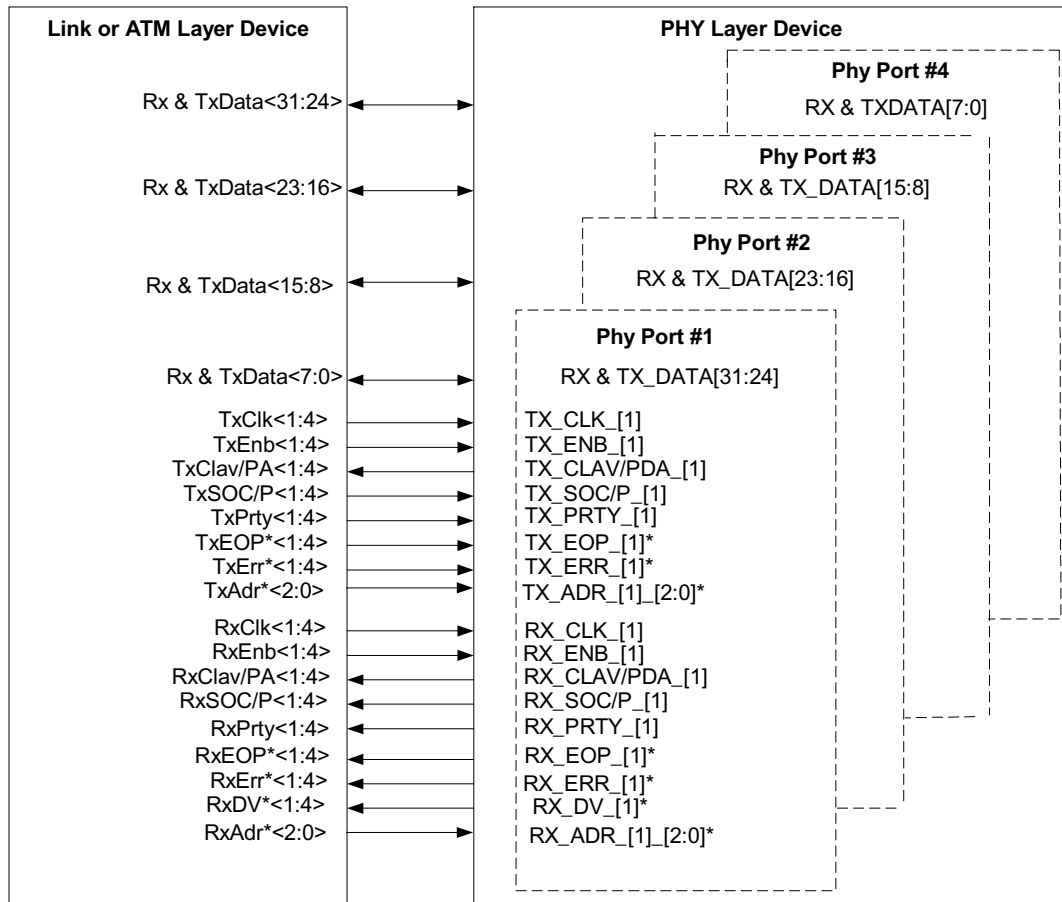 Link or ATM Layer Device
PHY Layer Device
Phy Port #4
Rx & TxData<31:24>
RX & TXDATA[7:0]
Phy Port #3
Rx & TxData<23:16>
RX & TX_DATA[15:8]
Phy Port #2
Rx & TxData<15:8>
RX & TX_DATA[23:16]
Phy Port #1
Rx & TxData<7:0>
RX & TX_DATA[31:24]
TxClk<1:4>
TX_CLK_[1]
TxEnb<1:4>
TX_ENB_[1]
TxClav/PA<1:4>
TX_CLAV/PDA_[1]
TxSOC/P<1:4>
TX_SOC/P_[1]
TxPrty<1:4>
TX_PRTY_[1]
TxEOP*<1:4>
TX_EOP_[1]*
TxErr*<1:4>
TX_ERR_[1]*
TxAdr*<2:0>
TX_ADR_[1]_[2:0]*
RxClk<1:4>
RX_CLK_[1]
RxEnb<1:4>
RX_ENB_[1]
RxClav/PA<1:4>
RX_CLAV/PDA_[1]
RxSOC/P<1:4>
RX_SOC/P_[1]
RxPrty<1:4>
RX_PRTY_[1]
RxEOP*<1:4>
RX_EOP_[1]*
RxErr*<1:4>
RX_ERR_[1]*
RxDV*<1:4>
RX_DV_[1]*
RxAdr*<2:0>
RX_ADR_[1]_[2:0]*